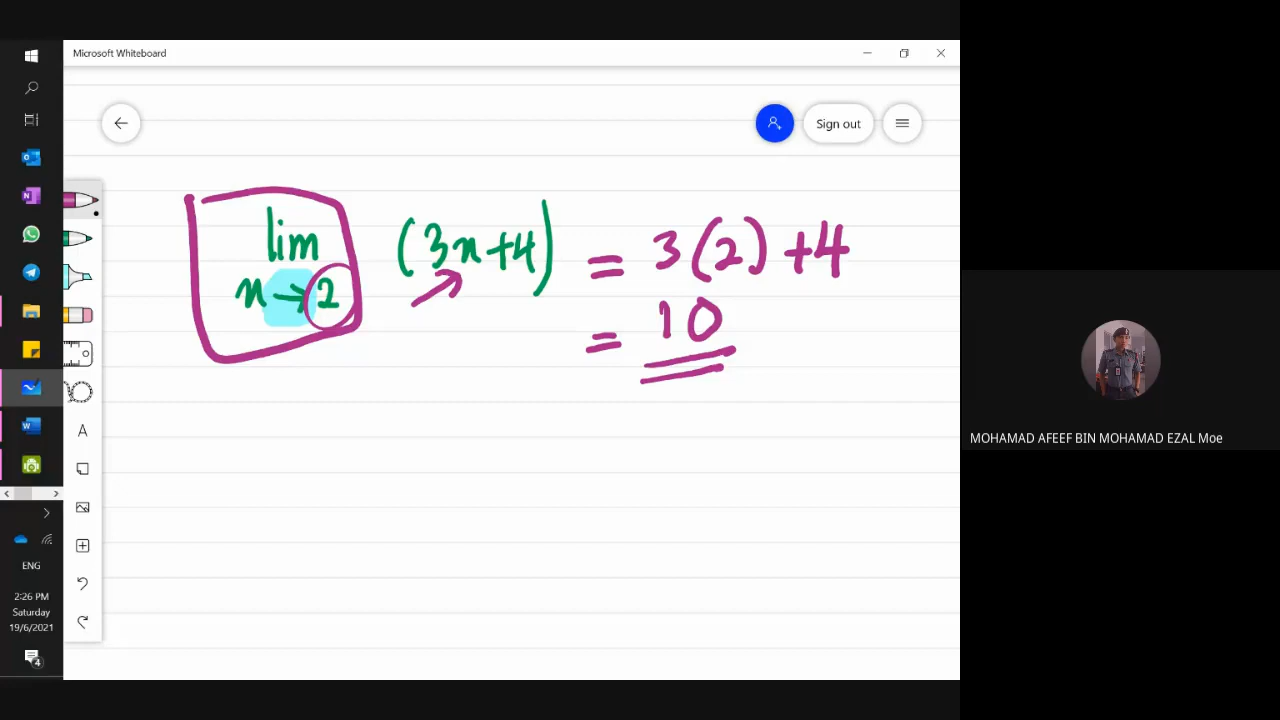 Microsoft Whiteboard
Sign out
lim (3x+4) = 3(2)+4
x→2
= 10
A
MOHAMAD AFEEF BIN MOHAMAD EZAL Moe
ENG
2:26 PM
Saturday
19/6/2021
4